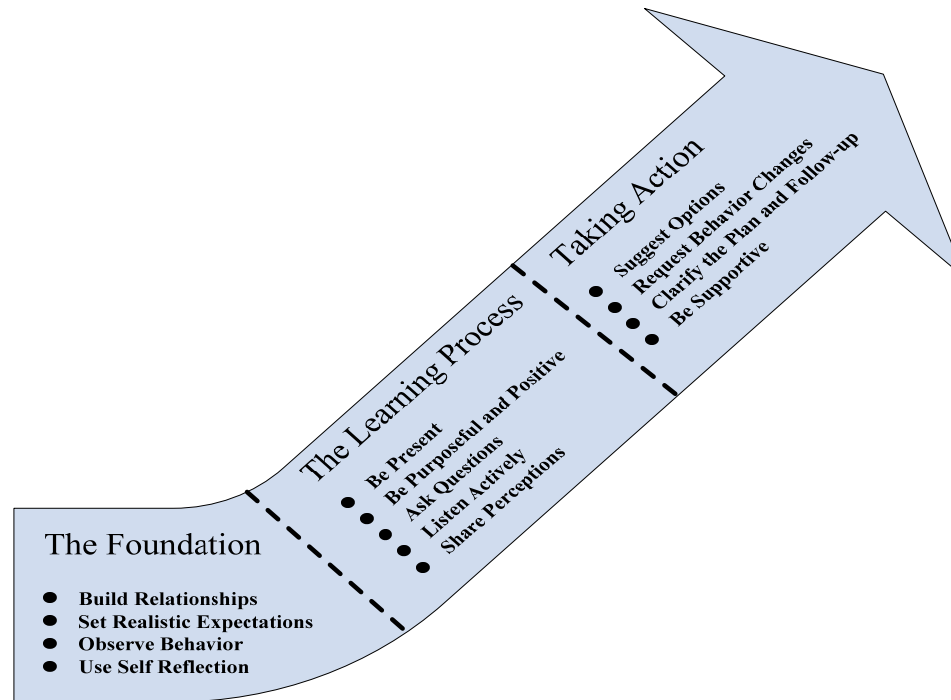 The Foundation
● Build Relationships
● Set Realistic Expectations
● Observe Behavior
● Use Self Reflection
The Learning Process
● Be Present
● Be Purposeful and Positive
● Ask Questions
● Listen Actively
● Share Perceptions
Taking Action
● Suggest Options
● Request Behavior Changes
● Clarify the Plan and Follow-up
● Be Supportive